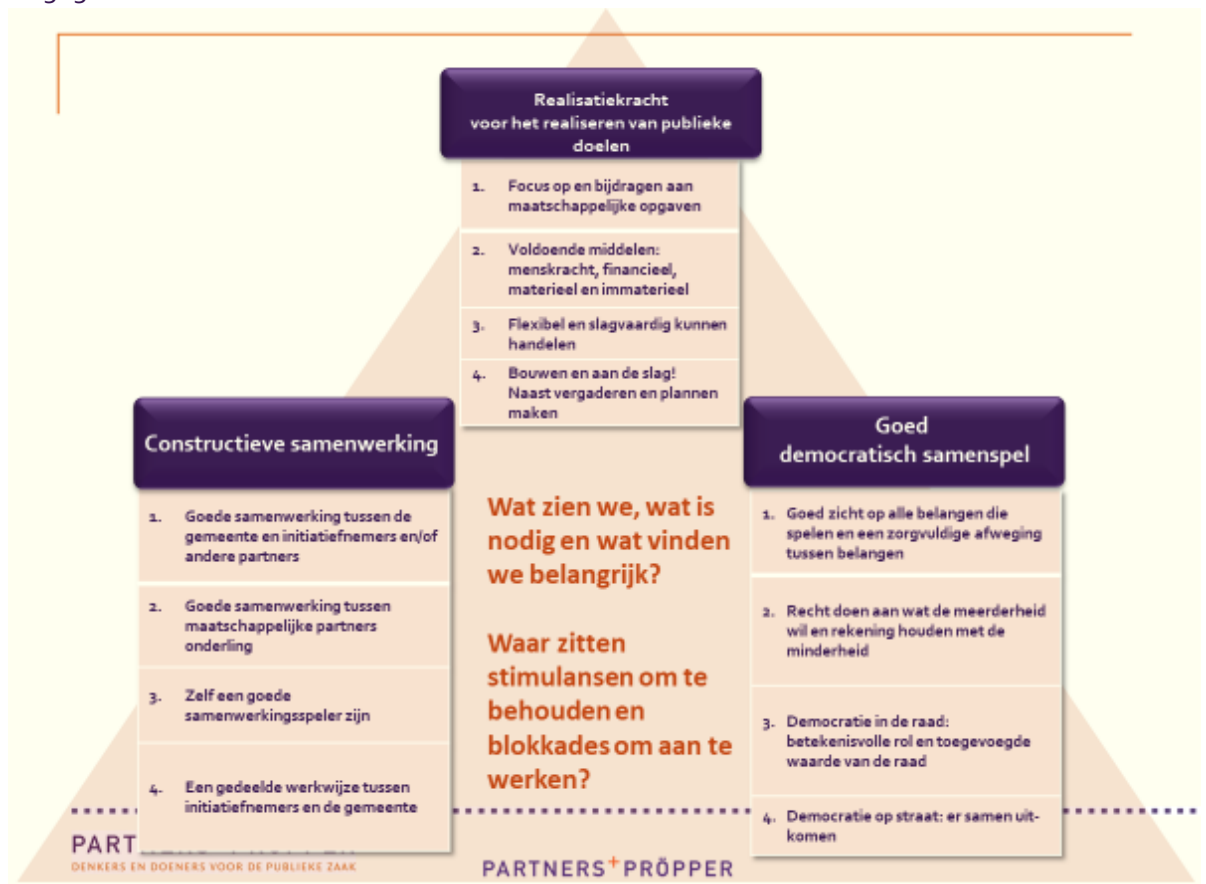 Realisatiekracht
voor het realiseren van publieke
doelen
1. Focus op en bijdragen aan
maatschappelijke opgaven
2. Voldoende middelen:
menskracht, financieel,
materieel en immaterieel
3. Flexibel en slagvaardig kunnen
handelen
4. Bouwen en aan de slag!
Naast vergaderen en plannen
maken
Constructieve samenwerking
1. Goede samenwerking tussen de
gemeente en initiatiefnemers en/of
andere partners
2. Goede samenwerking tussen
maatschappelijke partners
onderling
3. Zelf een goede
samenwerkingsspeler zijn
4. Een gedeelde werkwijze tussen
initiatiefnemers en de gemeente
Wat zien we, wat is
nodig en wat vinden
we belangrijk?
Waar zitten
stimulansen om te
behouden en
blokkades om aan te
werken?
Goed
democratisch samenspel
1. Goed zicht op alle belangen die
spelen en een zorgvuldige afweging
tussen belangen
2. Recht doen aan wat de meerderheid
wil en rekening houden met de
minderheid
3. Democratie in de raad:
betekenisvolle rol en toegevoegde
waarde van de raad
4. Democratie op straat: er samen uit-
komen
PART
DENKERS EN DOENERS VOOR DE PUBLIEKE ZAAK
PARTNERS+PRÖPPER